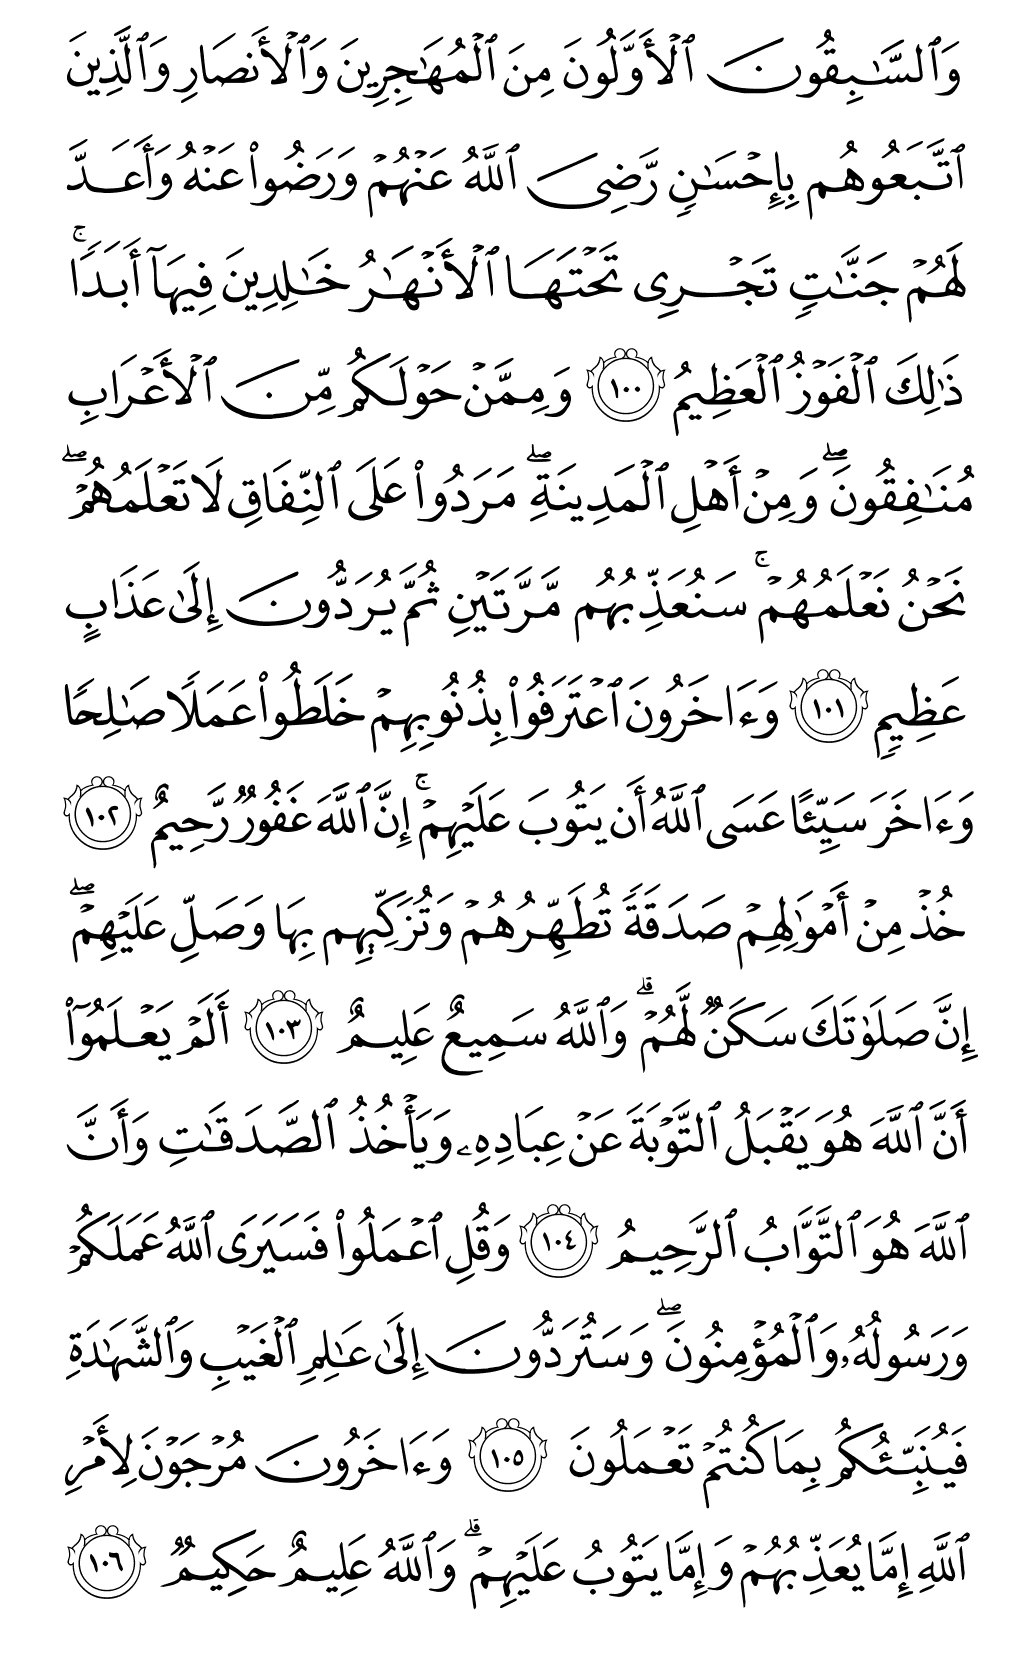 وَٱلسَّٰبِقُونَ ٱلۡأَوَّلُونَ مِنَ ٱلۡمُهَٰجِرِينَ وَٱلۡأَنصَارِ وَٱلَّذِينَ
ٱتَّبَعُوهُم بِإِحۡسَٰنٖ رَّضِيَ ٱللَّهُ عَنۡهُمۡ وَرَضُواْ عَنۡهُ وَأَعَدَّ
لَهُمۡ جَنَّٰتٖ تَجۡرِي تَحۡتَهَا ٱلۡأَنۡهَٰرُ خَٰلِدِينَ فِيهَآ أَبَدٗاۚ
ذَٰلِكَ ٱلۡفَوۡزُ ٱلۡعَظِيمُ ١٠٠ وَمِمَّنۡ حَوۡلَكُم مِّنَ ٱلۡأَعۡرَابِ
مُنَٰفِقُونَۖ وَمِنۡ أَهۡلِ ٱلۡمَدِينَةِۖ مَرَدُواْ عَلَى ٱلنِّفَاقِ لَا تَعۡلَمُهُمۡۖ
نَحۡنُ نَعۡلَمُهُمۡۚ سَنُعَذِّبُهُم مَّرَّتَيۡنِ ثُمَّ يُرَدُّونَ إِلَىٰ عَذَابٍ
عَظِيمٖ ١٠١ وَءَاخَرُونَ ٱعۡتَرَفُواْ بِذُنُوبِهِمۡ خَلَطُواْ عَمَلٗا صَٰلِحٗا
وَءَاخَرَ سَيِّئًا عَسَى ٱللَّهُ أَن يَتُوبَ عَلَيۡهِمۡۚ إِنَّ ٱللَّهَ غَفُورٞ رَّحِيمٌ ١٠٢
خُذۡ مِنۡ أَمۡوَٰلِهِمۡ صَدَقَةٗ تُطَهِّرُهُمۡ وَتُزَكِّيهِم بِهَا وَصَلِّ عَلَيۡهِمۡۖ
إِنَّ صَلَوٰتَكَ سَكَنٞ لَّهُمۡۗ وَٱللَّهُ سَمِيعٌ عَلِيمٌ ١٠٣ أَلَمۡ يَعۡلَمُوٓاْ
أَنَّ ٱللَّهَ هُوَ يَقۡبَلُ ٱلتَّوۡبَةَ عَنۡ عِبَادِهِۦ وَيَأۡخُذُ ٱلصَّدَقَٰتِ وَأَنَّ
ٱللَّهَ هُوَ ٱلتَّوَّابُ ٱلرَّحِيمُ ١٠٤ وَقُلِ ٱعۡمَلُواْ فَسَيَرَى ٱللَّهُ عَمَلَكُمۡ
وَرَسُولُهُۥ وَٱلۡمُؤۡمِنُونَۖ وَسَتُرَدُّونَ إِلَىٰ عَٰلِمِ ٱلۡغَيۡبِ وَٱلشَّهَٰدَةِ
فَيُنَبِّئُكُم بِمَا كُنتُمۡ تَعۡمَلُونَ ١٠٥ وَءَاخَرُونَ مُرۡجَوۡنَ لِأَمۡرِ
ٱللَّهِ إِمَّا يُعَذِّبُهُمۡ وَإِمَّا يَتُوبُ عَلَيۡهِمۡۗ وَٱللَّهُ عَلِيمٌ حَكِيمٞ ١٠٦